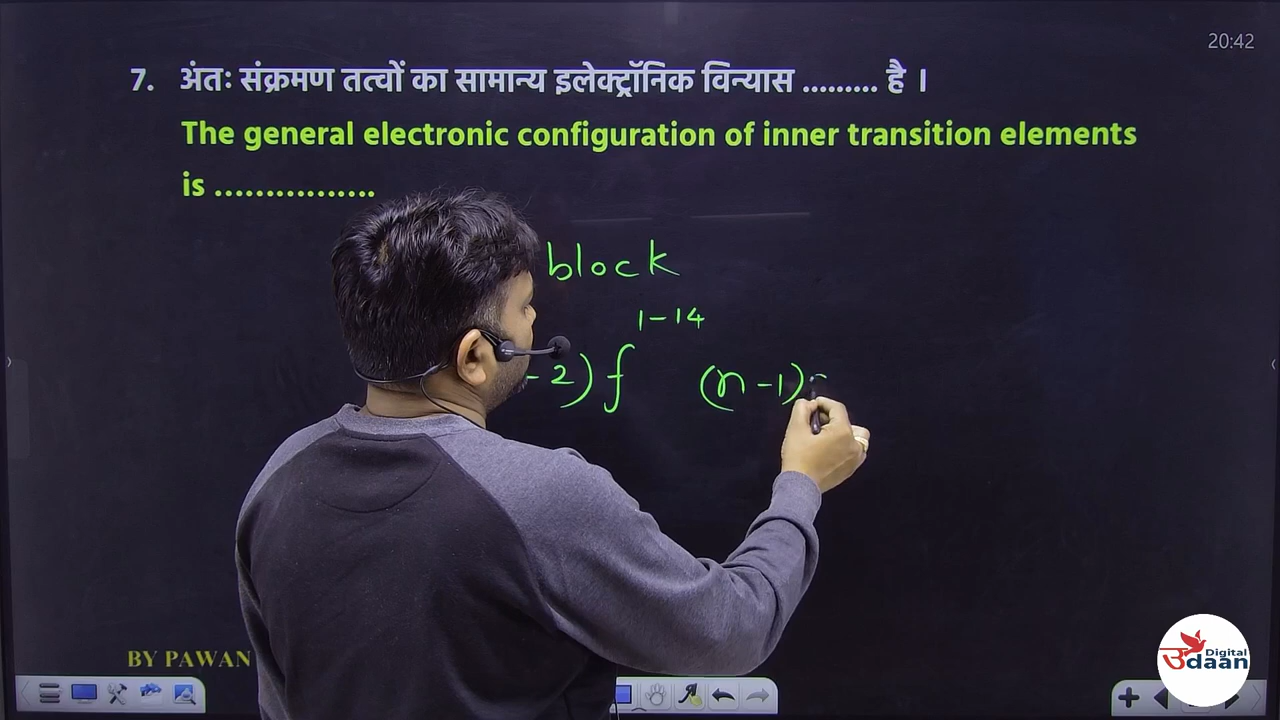 20:42
7. अंतः संक्रमण तत्वों का सामान्य इलेक्ट्रॉनिक विन्यास ......... है ।
The general electronic configuration of inner transition elements
is ................
block
1-14
-2) f (n-1)
BY PAWAN
Digital
उdaan